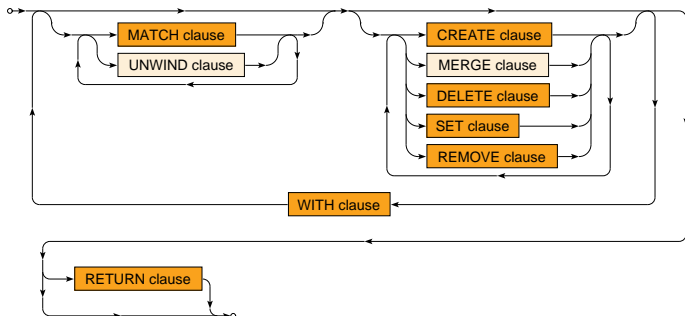 MATCH clause
UNWIND clause
CREATE clause
MERGE clause
DELETE clause
SET clause
REMOVE clause
WITH clause
RETURN clause